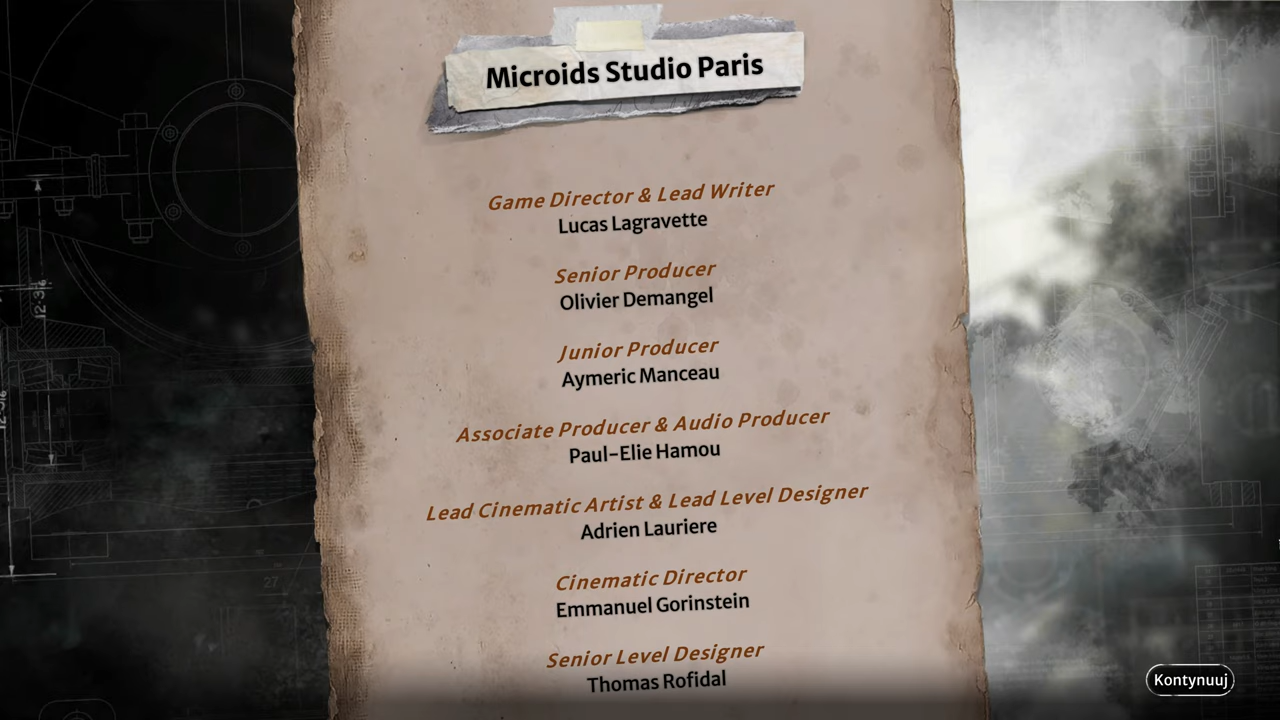 Microids Studio Paris
Game Director & Lead Writer
Lucas Lagravette
Senior Producer
Olivier Demangel
Junior Producer
Aymeric Manceau
Associate Producer & Audio Producer
Paul-Elie Hamou
Lead Cinematic Artist & Lead Level Designer
Adrien Lauriere
Cinematic Director
Emmanuel Gorinstein
Senior Level Designer
Thomas Rofidal
Kontynuuj
27